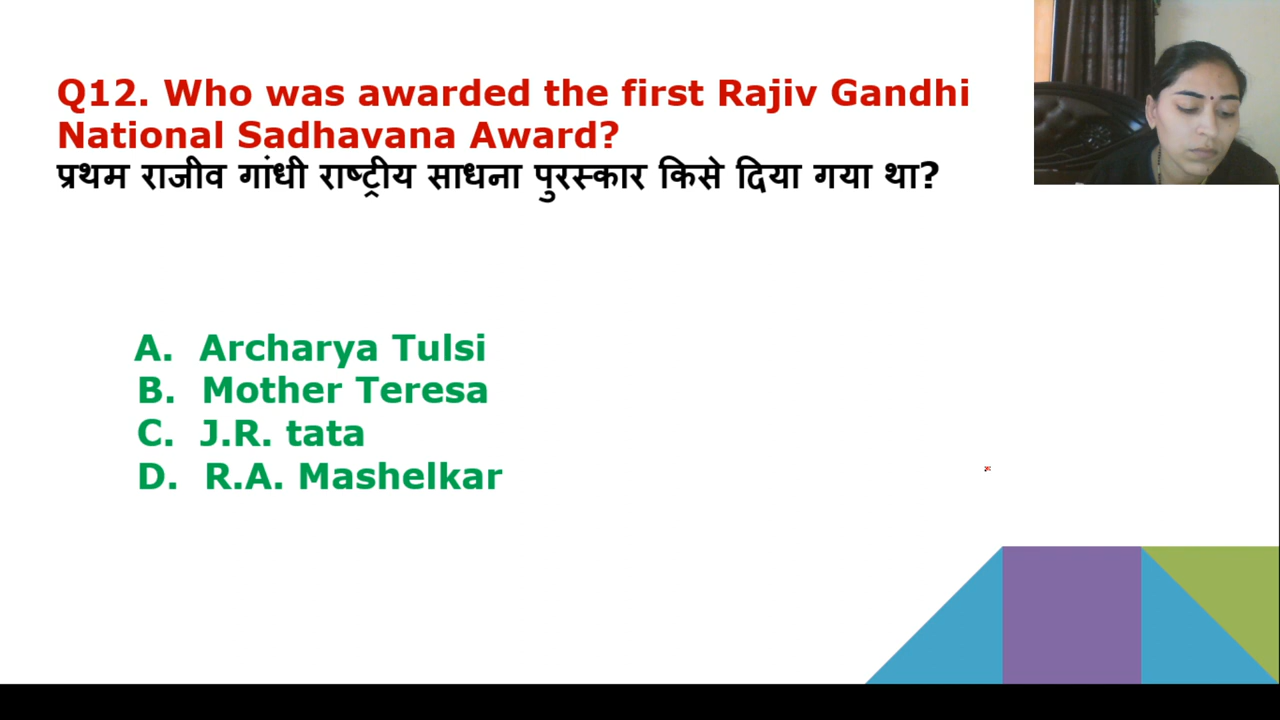 Q12. Who was awarded the first Rajiv Gandhi
National Sadhavana Award?
प्रथम राजीव गांधी राष्ट्रीय साधना पुरस्कार किसे दिया गया था?
A. Archarya Tulsi
B. Mother Teresa
C. J.R. tata
D. R.A. Mashelkar